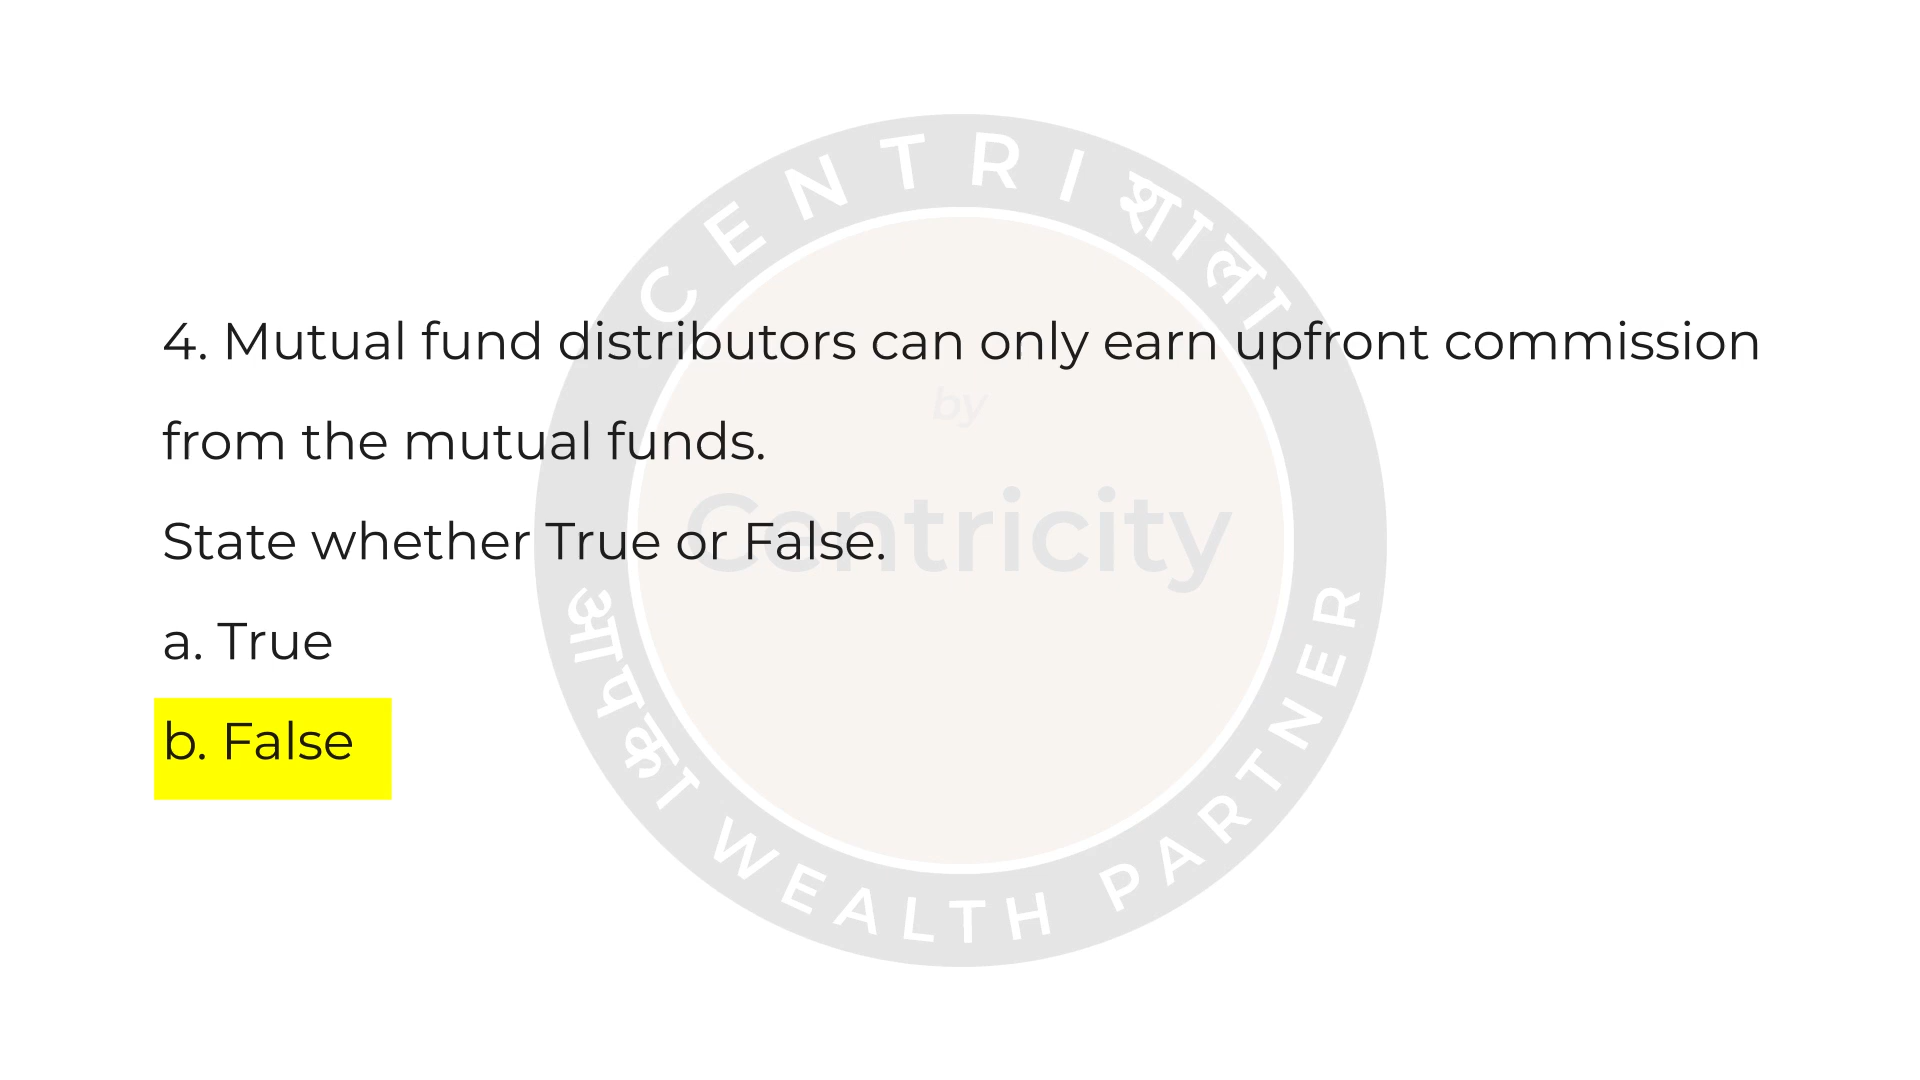 CENTRIशाला
4. Mutual fund distributors can only earn upfront commission
by
from the mutual funds.
Centricity
State whether True or False.
a. True
b. False
आपका WEALTH PARTNER